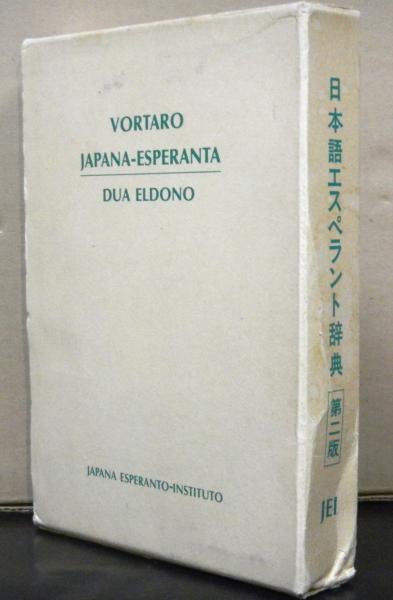 VORTARO
JAPANA-ESPERANTA
DUA ELDONO
JAPANA ESPERANTO-INSTITUTO
日本語エスペラント辞典
第二版
JEI